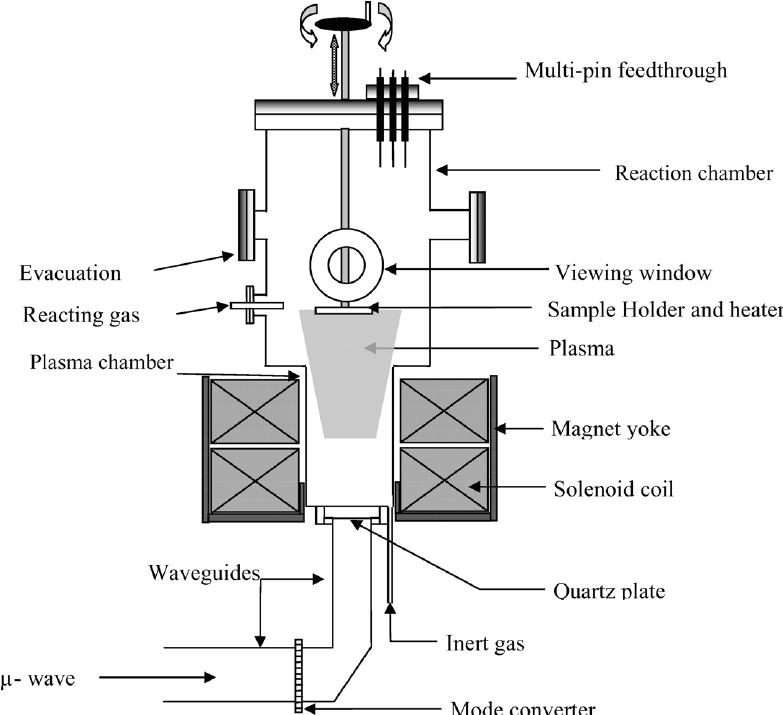 Multi-pin feedthrough
Reaction chamber
Evacuation
Viewing window
Reacting gas
Sample Holder and heater
Plasma
Plasma chamber
Magnet yoke
Solenoid coil
Waveguides
Quartz plate
Inert gas
µ- wave
Mode converter